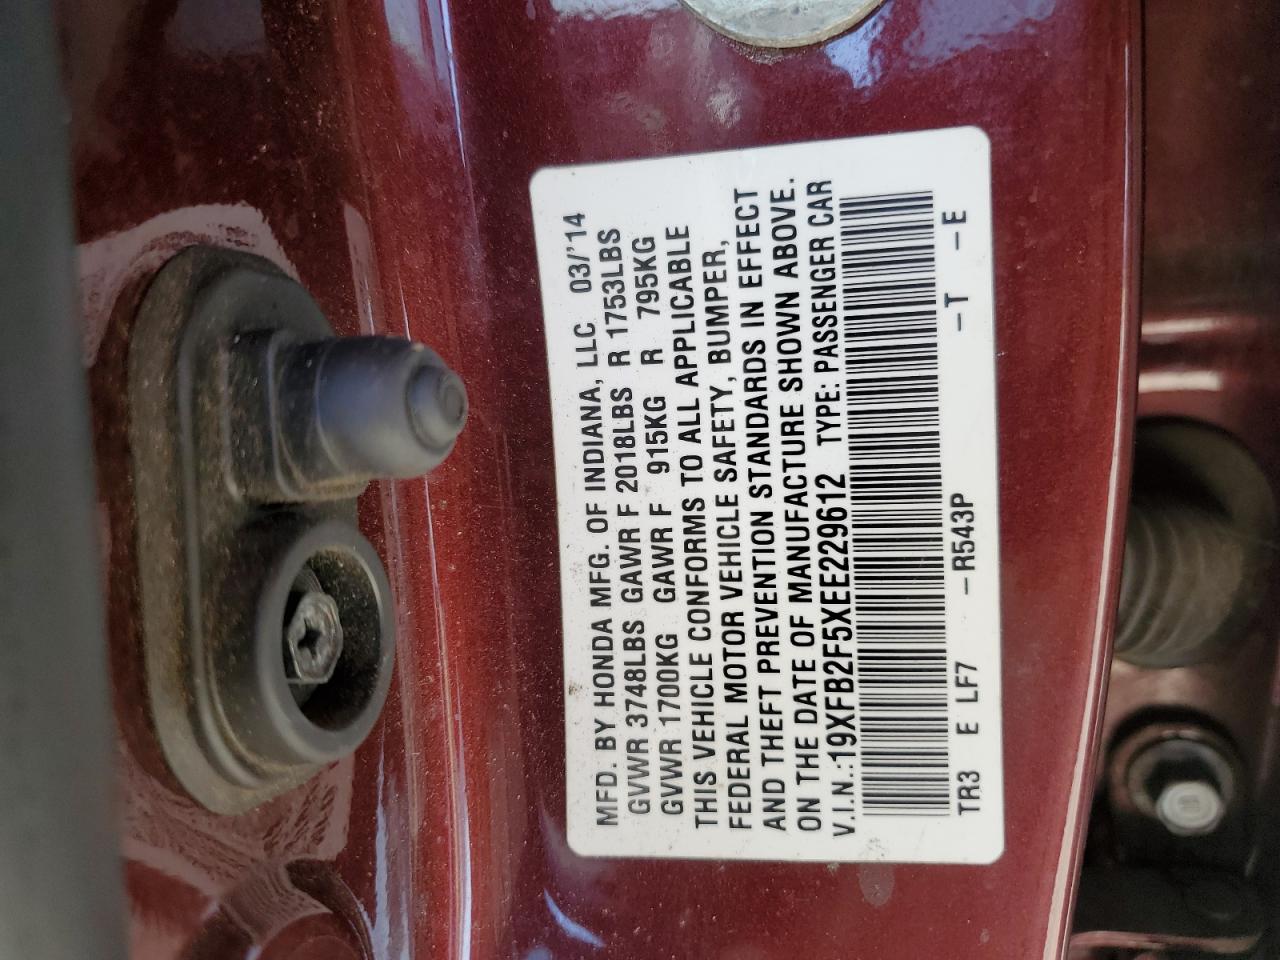 MFD. BY HONDA MFG. OF INDIANA, LLC 03/'14
GVWR 3748LBS GAWR F 2018LBS R 1753LBS
GVWR 1700KG GAWR F 915KG R 795KG
THIS VEHICLE CONFORMS TO ALL APPLICABLE
FEDERAL MOTOR VEHICLE SAFETY, BUMPER,
AND THEFT PREVENTION STANDARDS IN EFFECT
ON THE DATE OF MANUFACTURE SHOWN ABOVE.
V.I.N.:19XFB2F5XEE229612 TYPE: PASSENGER CAR
TR3 E LF7 -R543P -T -E